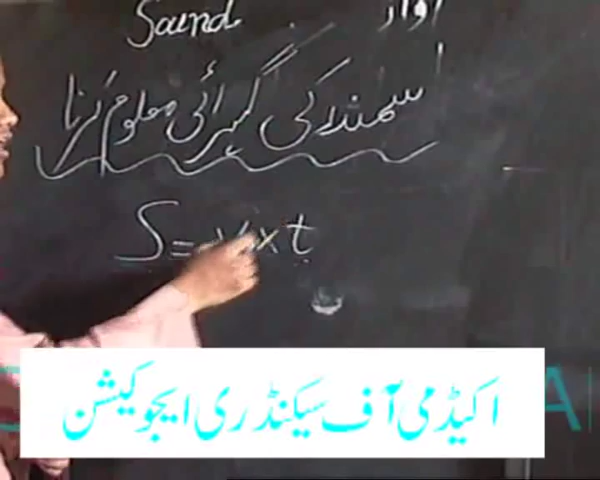 Sound آواز
سمندر کی گہرائی معلوم کرنا
S = v x t
اکیڈمی آف سیکنڈری ایجوکیشن